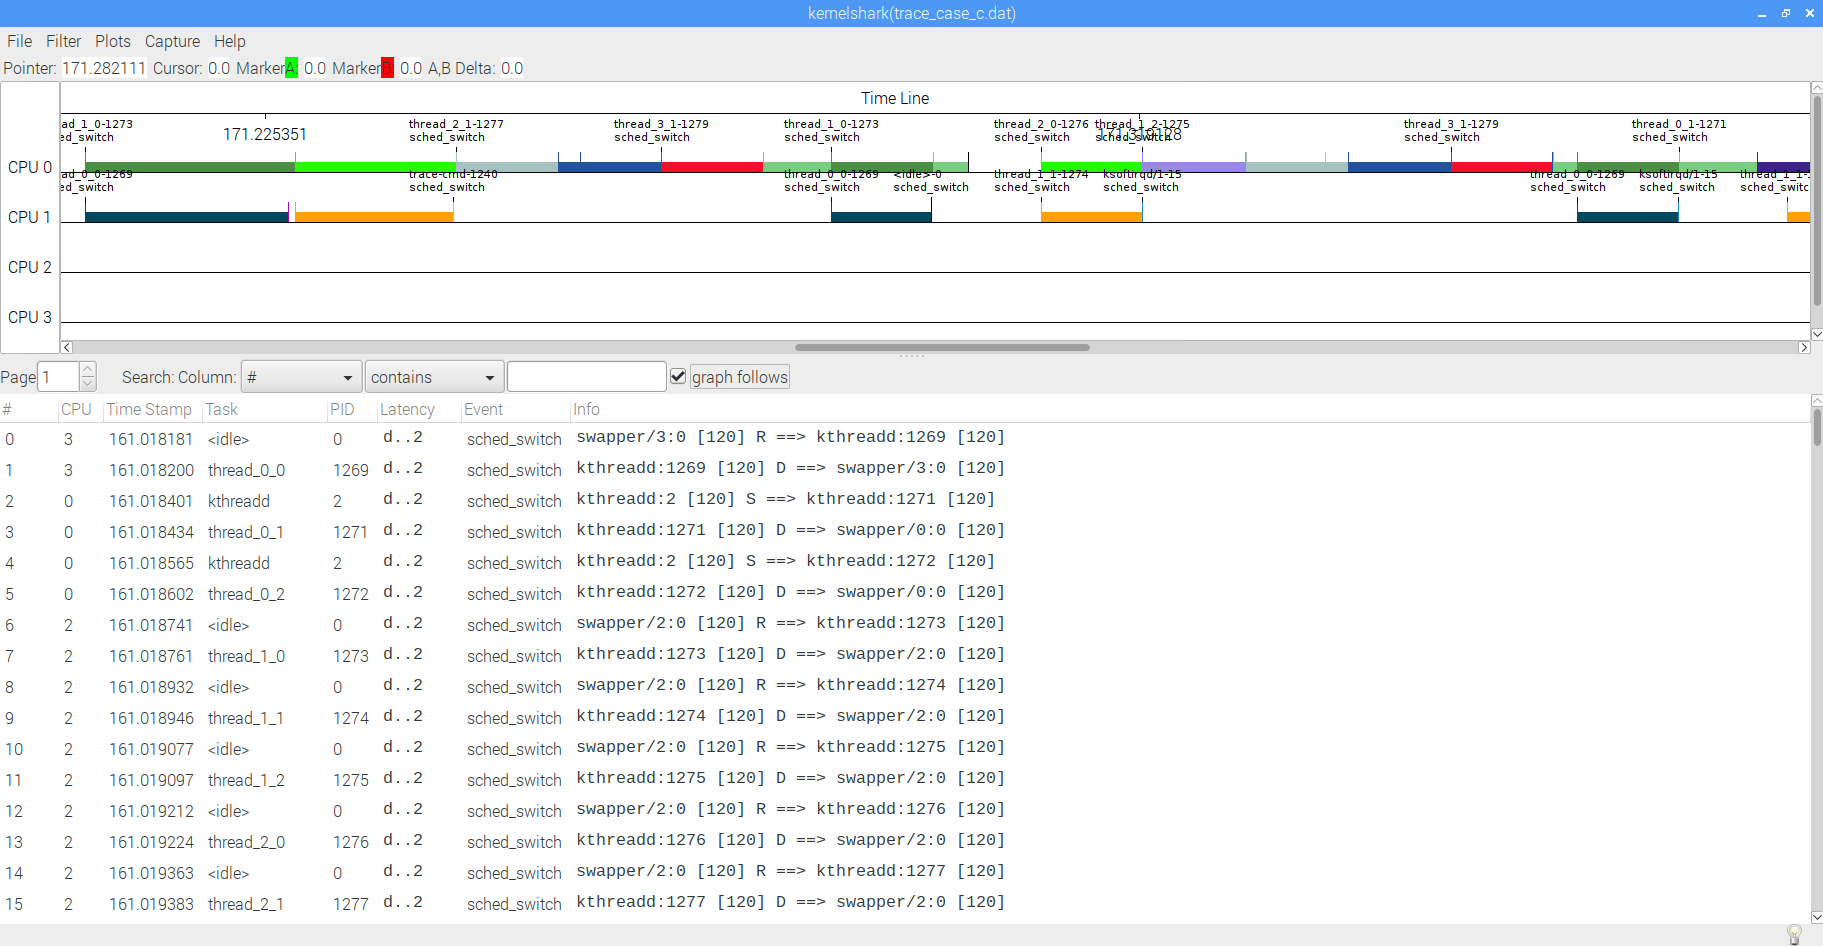 kernelshark(trace_case_c.dat)
File Filter Plots Capture Help
Pointer: 171.282111 Cursor: 0.0 MarkerA: 0.0 Marker 0.0 A,B Delta: 0.0
Time Line
ad_1_0-1273 thread_2_1-1277 thread_3_1-1279 thread_1_0-1273 thread_2_0-1276 thread_1_2-1275 thread_3_1-1279 thread_0_1-1271
ed_switch 171.225351 sched_switch sched_switch sched_switch sched_switch sched_switch sched_switch sched_switch
CPU 0
ad_0_0-1269 trace-cmd-1240 thread_0_0-1269 <idle>-0 thread_1_1-1274 ksoftirqd/1-15 thread_0_0-1269 ksoftirqd/1-15 thread_1_1-
ed_switch sched_switch sched_switch sched_switch sched_switch sched_switch sched_switch sched_switch sched_switc
CPU 1
CPU 2
CPU 3
Page 1 Search: Column: # contains graph follows
# CPU Time Stamp Task PID Latency Event Info
0 3 161.018181 <idle> 0 d..2 sched_switch swapper/3:0 [120] R ==> kthreadd:1269 [120]
1 3 161.018200 thread_0_0 1269 d..2 sched_switch kthreadd:1269 [120] D ==> swapper/3:0 [120]
2 0 161.018401 kthreadd 2 d..2 sched_switch kthreadd:2 [120] S ==> kthreadd:1271 [120]
3 0 161.018434 thread_0_1 1271 d..2 sched_switch kthreadd:1271 [120] D ==> swapper/0:0 [120]
4 0 161.018565 kthreadd 2 d..2 sched_switch kthreadd:2 [120] S ==> kthreadd:1272 [120]
5 0 161.018602 thread_0_2 1272 d..2 sched_switch kthreadd:1272 [120] D ==> swapper/0:0 [120]
6 2 161.018741 <idle> 0 d..2 sched_switch swapper/2:0 [120] R ==> kthreadd:1273 [120]
7 2 161.018761 thread_1_0 1273 d..2 sched_switch kthreadd:1273 [120] D ==> swapper/2:0 [120]
8 2 161.018932 <idle> 0 d..2 sched_switch swapper/2:0 [120] R ==> kthreadd:1274 [120]
9 2 161.018946 thread_1_1 1274 d..2 sched_switch kthreadd:1274 [120] D ==> swapper/2:0 [120]
10 2 161.019077 <idle> 0 d..2 sched_switch swapper/2:0 [120] R ==> kthreadd:1275 [120]
11 2 161.019097 thread_1_2 1275 d..2 sched_switch kthreadd:1275 [120] D ==> swapper/2:0 [120]
12 2 161.019212 <idle> 0 d..2 sched_switch swapper/2:0 [120] R ==> kthreadd:1276 [120]
13 2 161.019224 thread_2_0 1276 d..2 sched_switch kthreadd:1276 [120] D ==> swapper/2:0 [120]
14 2 161.019363 <idle> 0 d..2 sched_switch swapper/2:0 [120] R ==> kthreadd:1277 [120]
15 2 161.019383 thread_2_1 1277 d..2 sched_switch kthreadd:1277 [120] D ==> swapper/2:0 [120]